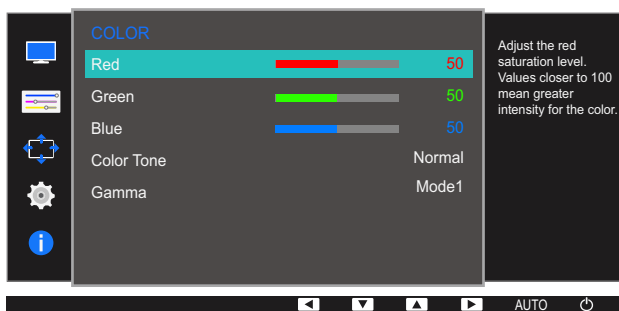 COLOR
Red 50
Green 50
Blue 50
Color Tone Normal
Gamma Mode1
Adjust the red
saturation level.
Values closer to 100
mean greater
intensity for the color.
AUTO